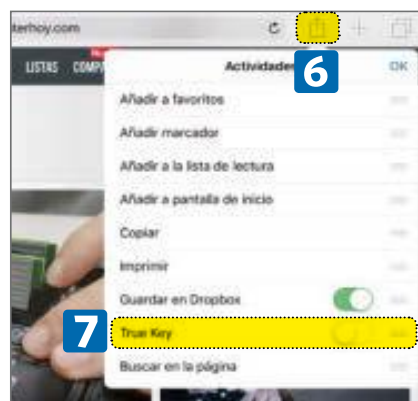 terhoy.com
6
LISTAS
Actividades
OK
Añadir a favoritos
Añadir marcador
Añadir a la lista de lectura
Añadir a pantalla de inicio
Copiar
Imprimir
Guardar en Dropbox
7
True Key
Buscar en la página